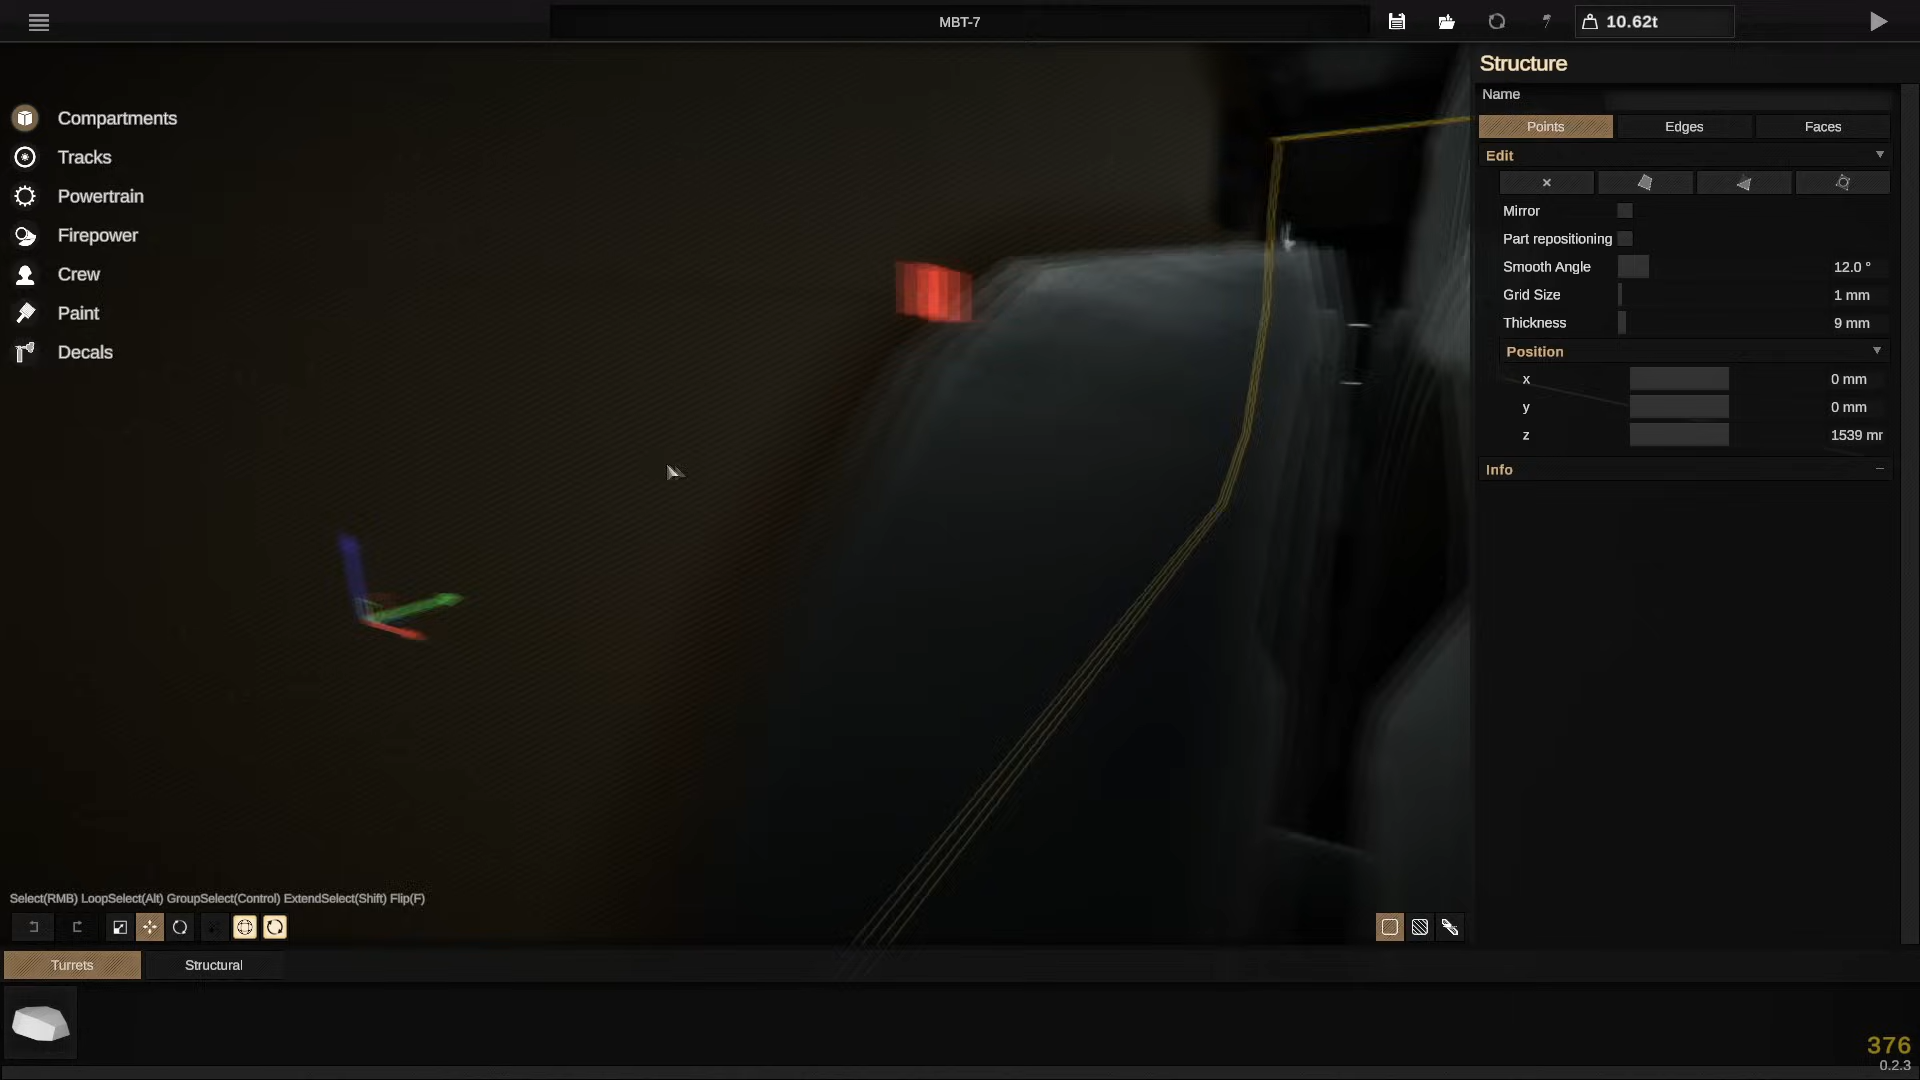 MBT-7
10.62t
Structure
Name
Compartments
Points Edges Faces
Tracks
Edit
Powertrain
Mirror
Firepower
Part repositioning
Crew
Smooth Angle 12.0 °
Grid Size 1 mm
Paint
Thickness 9 mm
Decals
Position
x 0 mm
y 0 mm
z 1539 mr
Info
Select(RMB) LoopSelect(Alt) GroupSelect(Control) ExtendSelect(Shift) Flip(F)
Turrets Structural
376
0.2.3